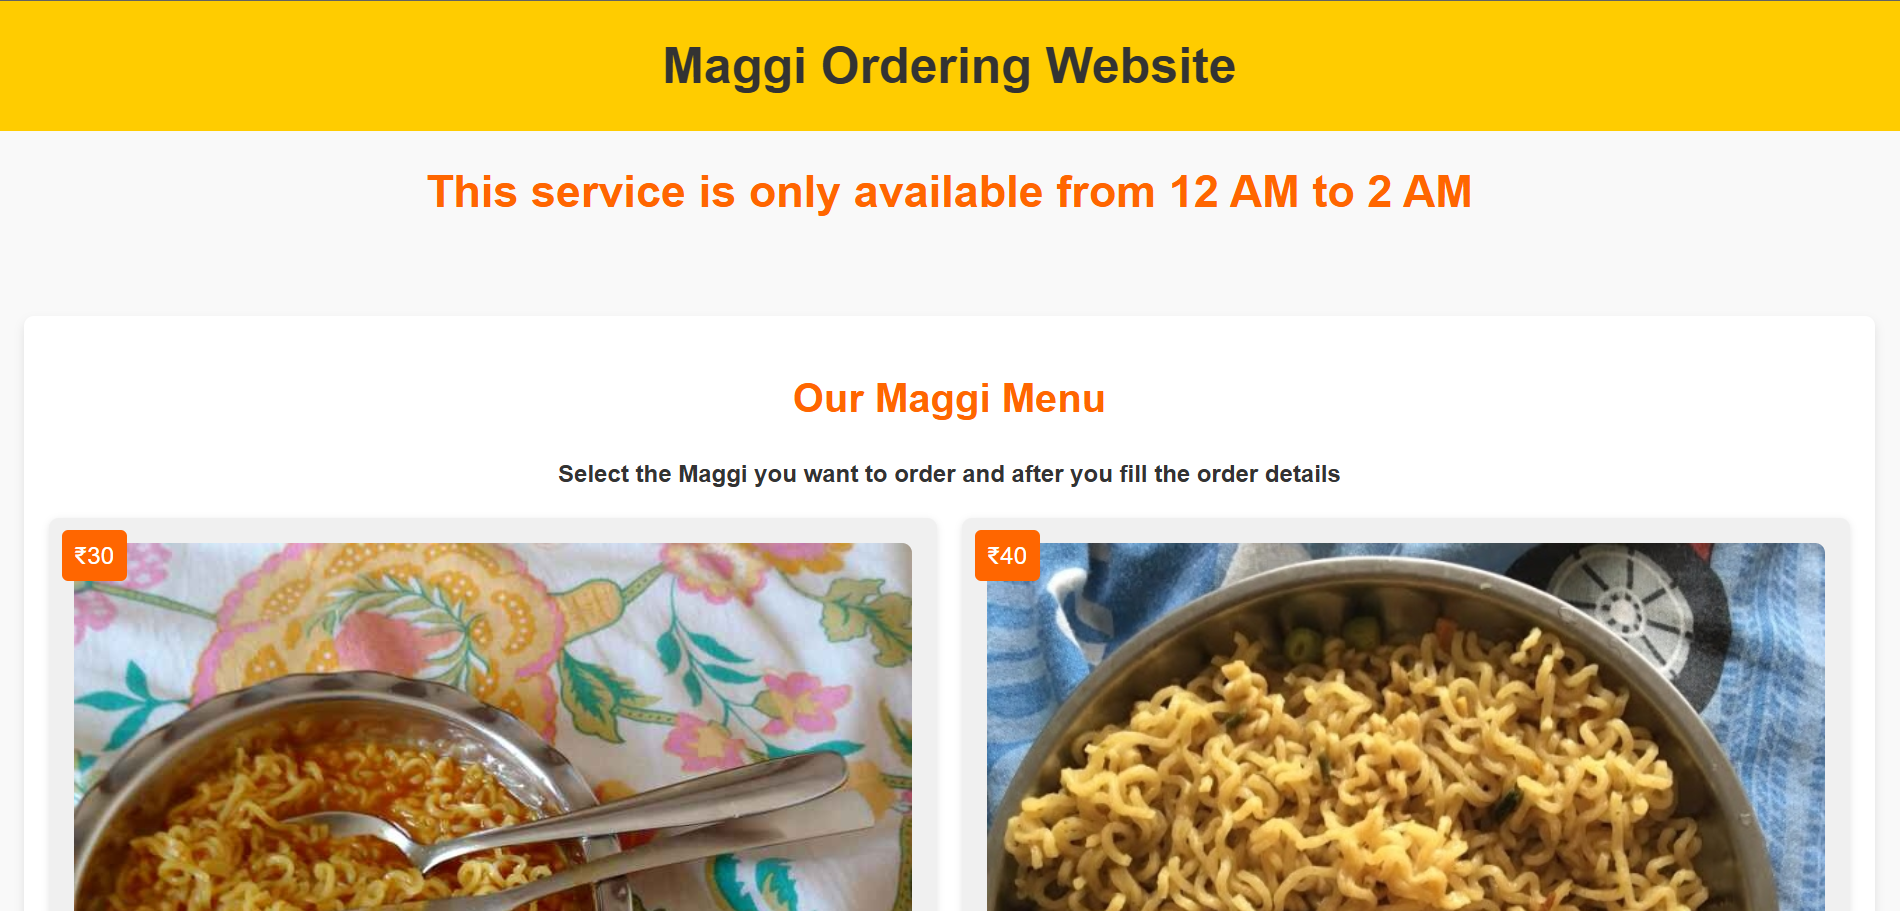 Maggi Ordering Website
This service is only available from 12 AM to 2 AM
Our Maggi Menu
Select the Maggi you want to order and after you fill the order details
₹30
₹40